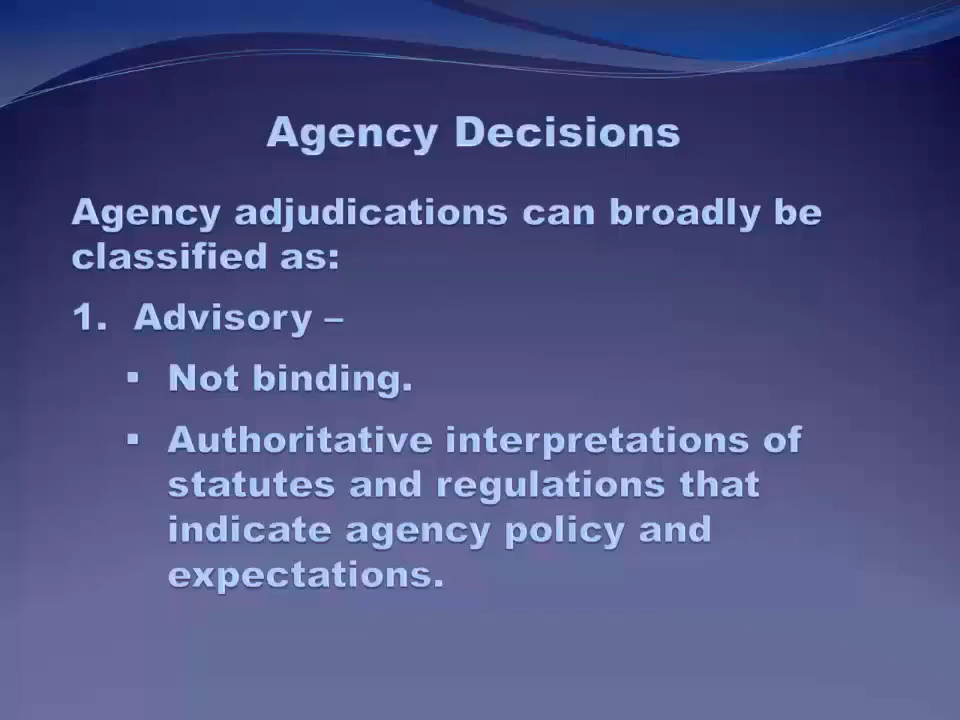 Agency Decisions
Agency adjudications can broadly be
classified as:
1. Advisory –
▪ Not binding.
▪ Authoritative interpretations of
statutes and regulations that
indicate agency policy and
expectations.